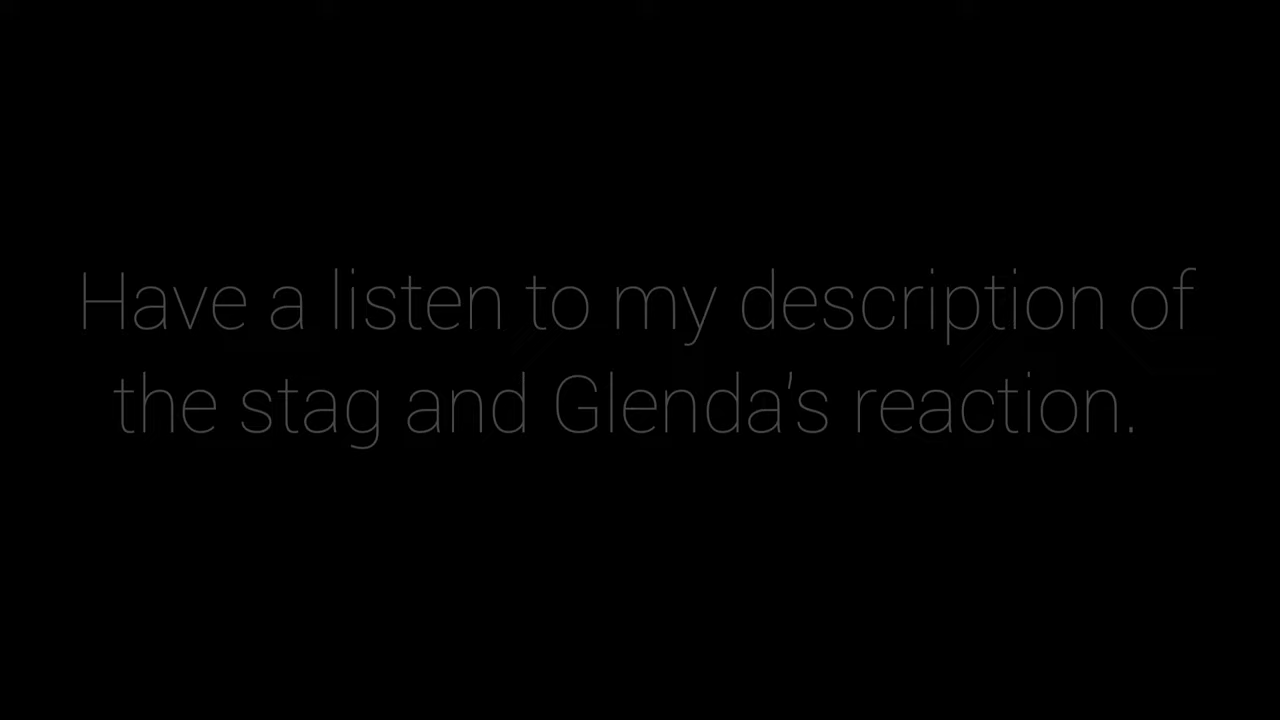 Have a listen to my description of
the stag and Glenda's reaction.